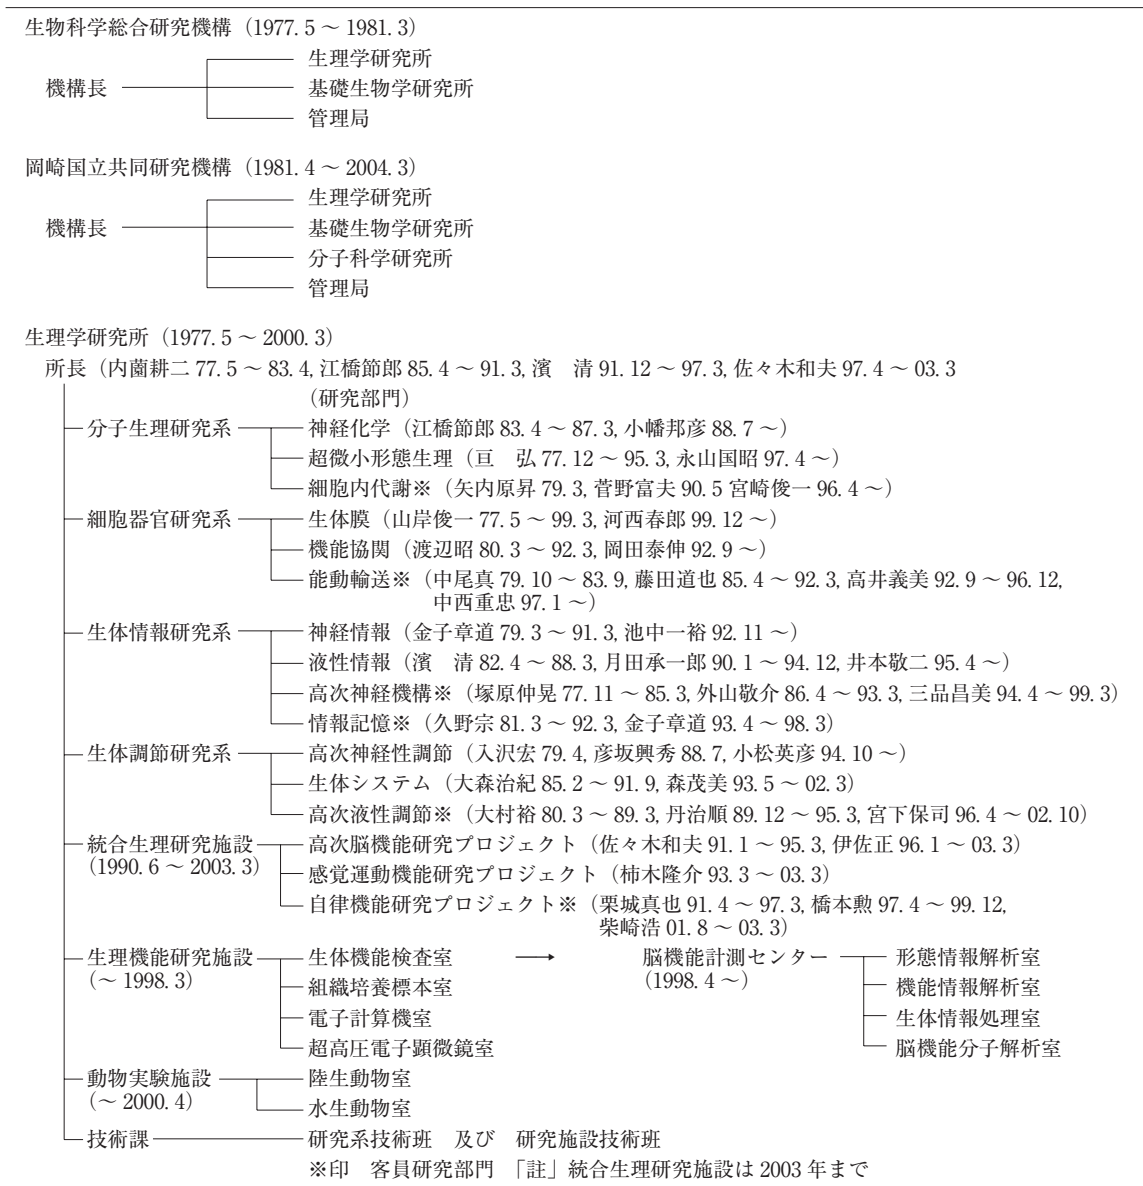 生物科学総合研究機構（1977. 5 ～ 1981. 3）
生理学研究所
機構長
基礎生物学研究所
管理局
岡崎国立共同研究機構（1981. 4 ～ 2004. 3）
生理学研究所
機構長
基礎生物学研究所
分子科学研究所
管理局
生理学研究所（1977. 5 ～ 2000. 3）
所長（内薗耕二 77. 5 ～ 83. 4, 江橋節郎 85. 4 ～ 91. 3, 濱　清 91. 12 ～ 97. 3, 佐々木和夫 97. 4 ～ 03. 3
（研究部門）
分子生理研究系 神経化学（江橋節郎 83. 4 ～ 87. 3, 小幡邦彦 88. 7 ～）
超微小形態生理（亘　弘 77. 12 ～ 95. 3, 永山国昭 97. 4 ～）
細胞内代謝※（矢内原昇 79. 3, 菅野富夫 90. 5 宮崎俊一 96. 4 ～）
細胞器官研究系 生体膜（山岸俊一 77. 5 ～ 99. 3, 河西春郎 99. 12 ～）
機能協関（渡辺昭 80. 3 ～ 92. 3, 岡田泰伸 92. 9 ～）
能動輸送※（中尾真 79. 10 ～ 83. 9, 藤田道也 85. 4 ～ 92. 3, 高井義美 92. 9 ～ 96. 12,
中西重忠 97. 1 ～）
生体情報研究系 神経情報（金子章道 79. 3 ～ 91. 3, 池中一裕 92. 11 ～）
液性情報（濱　清 82. 4 ～ 88. 3, 月田承一郎 90. 1 ～ 94. 12, 井本敬二 95. 4 ～）
高次神経機構※（塚原仲晃 77. 11 ～ 85. 3, 外山敬介 86. 4 ～ 93. 3, 三品昌美 94. 4 ～ 99. 3）
情報記憶※（久野宗 81. 3 ～ 92. 3, 金子章道 93. 4 ～ 98. 3）
生体調節研究系 高次神経性調節（入沢宏 79. 4, 彦坂興秀 88. 7, 小松英彦 94. 10 ～）
生体システム（大森治紀 85. 2 ～ 91. 9, 森茂美 93. 5 ～ 02. 3）
高次液性調節※（大村裕 80. 3 ～ 89. 3, 丹治順 89. 12 ～ 95. 3, 宮下保司 96. 4 ～ 02. 10）
統合生理研究施設 高次脳機能研究プロジェクト（佐々木和夫 91. 1 ～ 95. 3, 伊佐正 96. 1 ～ 03. 3）
（1990. 6 ～ 2003. 3） 感覚運動機能研究プロジェクト（柿木隆介 93. 3 ～ 03. 3）
自律機能研究プロジェクト※（栗城真也 91. 4 ～ 97. 3, 橋本勲 97. 4 ～ 99. 12,
柴崎浩 01. 8 ～ 03. 3）
生理機能研究施設 生体機能検査室 → 脳機能計測センター 形態情報解析室
（～ 1998. 3） 組織培養標本室 （1998. 4 ～） 機能情報解析室
電子計算機室 生体情報処理室
超高圧電子顕微鏡室 脳機能分子解析室
動物実験施設 陸生動物室
（～ 2000. 4） 水生動物室
技術課 研究系技術班　及び　研究施設技術班
※印　客員研究部門　「註」統合生理研究施設は 2003 年まで